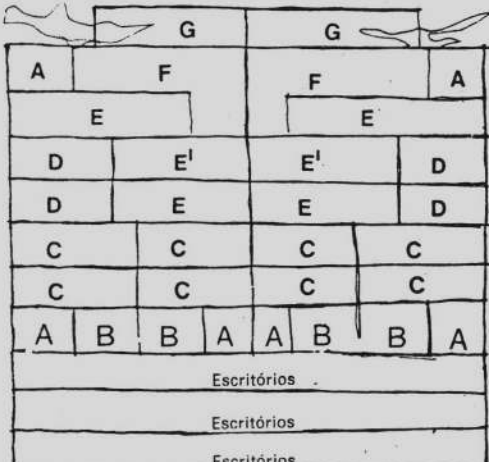 G G
A F F A
E E
D E' E' D
D E E D
C C C C
C C C C
A B B A A B B A
Escritórios
Escritórios
Escritórios